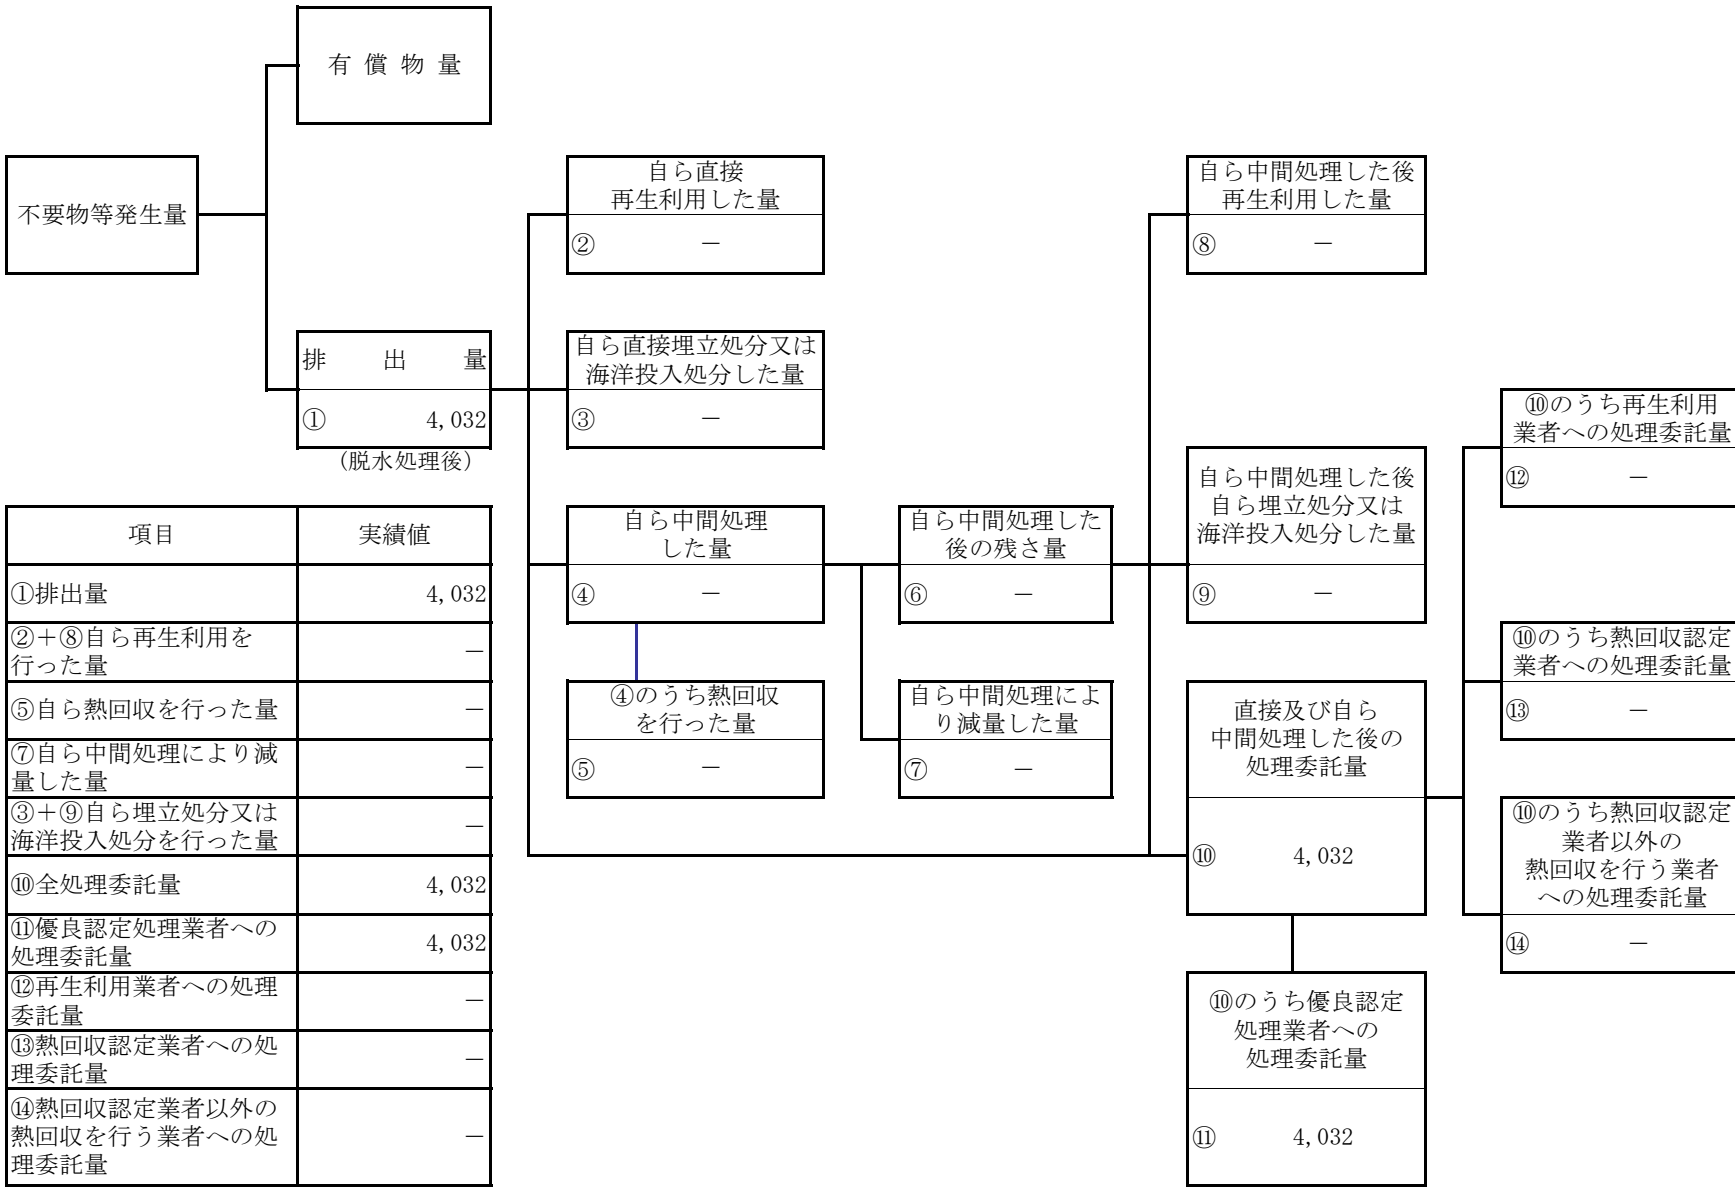 有 償 物 量
不要物等発生量
自ら直接
再生利用した量
② －
自ら中間処理した後
再生利用した量
⑧ －
排 出 量
① 4,032
(脱水処理後)
自ら直接埋立処分又は
海洋投入処分した量
③ －
自ら中間処理
した量
④ －
自ら中間処理した
後の残さ量
⑥ －
自ら中間処理した後
自ら埋立処分又は
海洋投入処分した量
⑨ －
⑩のうち再生利用
業者への処理委託量
⑫ －
④のうち熱回収
を行った量
⑤ －
自ら中間処理によ
り減量した量
⑦ －
直接及び自ら
中間処理した後の
処理委託量
⑩ 4,032
⑩のうち熱回収認定
業者への処理委託量
⑬ －
⑩のうち熱回収認定
業者以外の
熱回収を行う業者
への処理委託量
⑭ －
⑩のうち優良認定
処理業者への
処理委託量
⑪ 4,032
項目 実績値
①排出量 4,032
②＋⑧自ら再生利用を
行った量 －
⑤自ら熱回収を行った量 －
⑦自ら中間処理により減
量した量 －
③＋⑨自ら埋立処分又は
海洋投入処分を行った量 －
⑩全処理委託量 4,032
⑪優良認定処理業者への
処理委託量 4,032
⑫再生利用業者への処理
委託量 －
⑬熱回収認定業者への処
理委託量 －
⑭熱回収認定業者以外の
熱回収を行う業者への処 －
理委託量